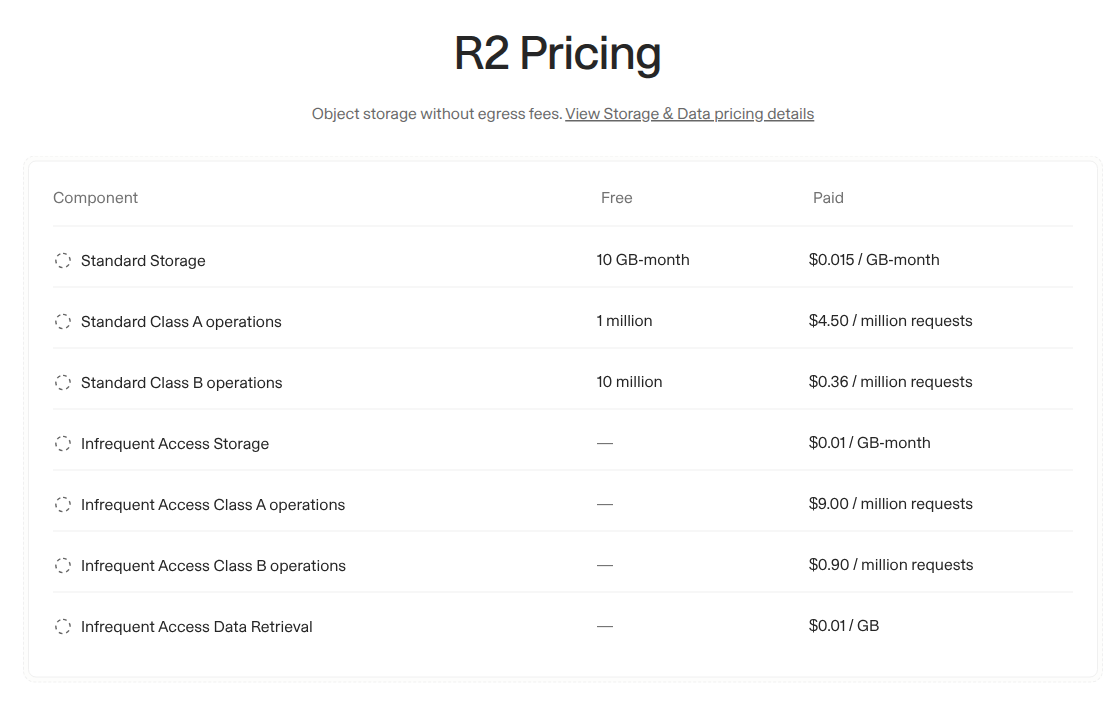 R2 Pricing
Object storage without egress fees. View Storage & Data pricing details
Component Free Paid
Standard Storage 10 GB-month $0.015 / GB-month
Standard Class A operations 1 million $4.50 / million requests
Standard Class B operations 10 million $0.36 / million requests
Infrequent Access Storage — $0.01 / GB-month
Infrequent Access Class A operations — $9.00 / million requests
Infrequent Access Class B operations — $0.90 / million requests
Infrequent Access Data Retrieval — $0.01 / GB